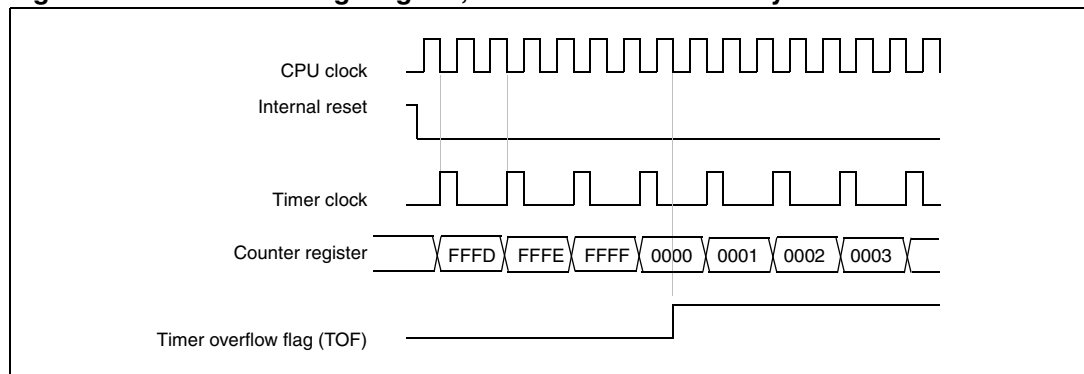 CPU clock
Internal reset
Timer clock
Counter register
FFFD FFFE FFFF 0000 0001 0002 0003
Timer overflow flag (TOF)